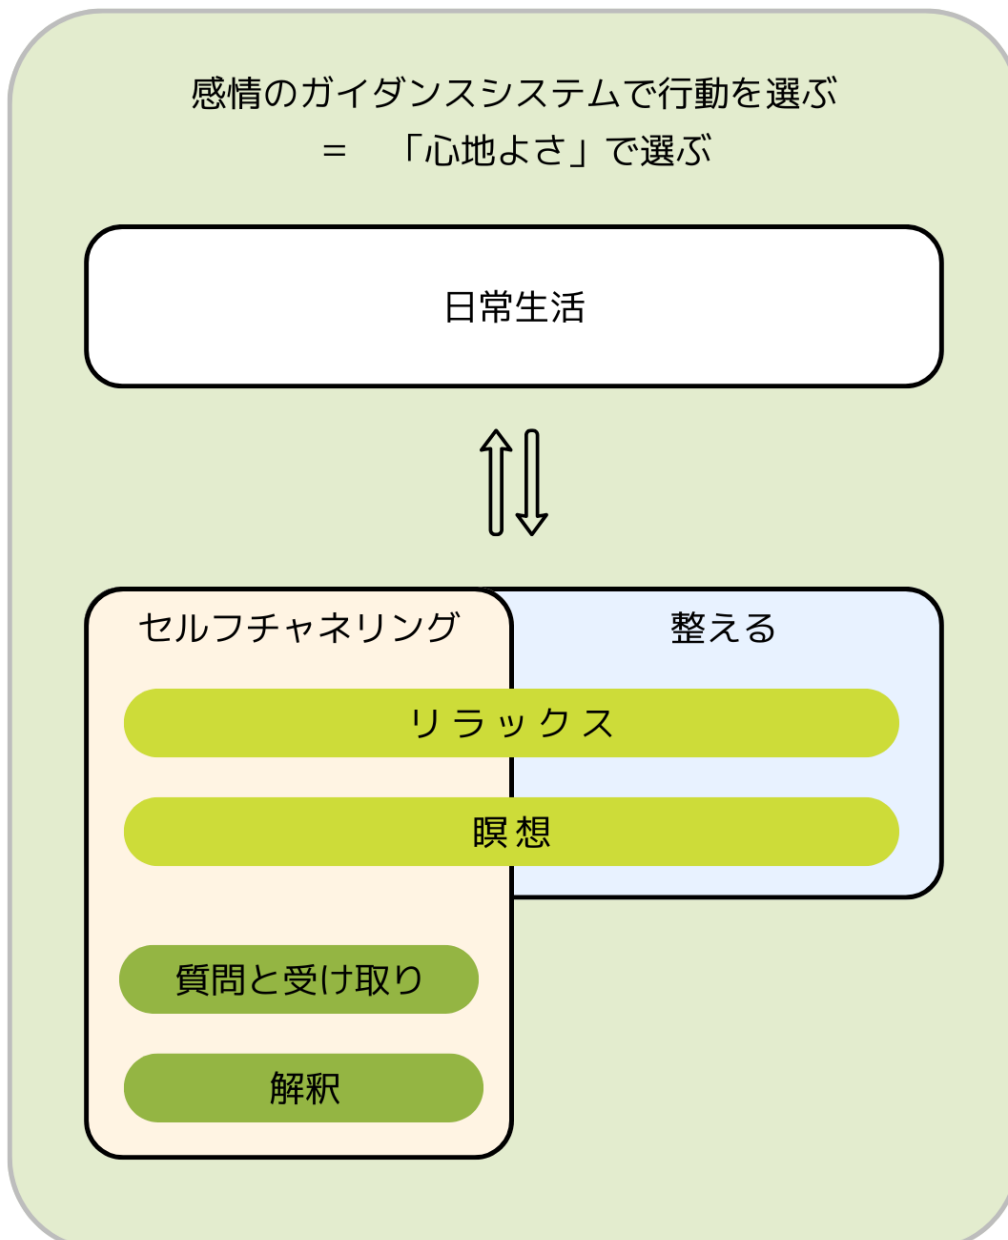 感情のガイダンスシステムで行動を選ぶ
＝　「心地よさ」で選ぶ
日常生活
セルフチャネリング
整える
リラックス
瞑想
質問と受け取り
解釈